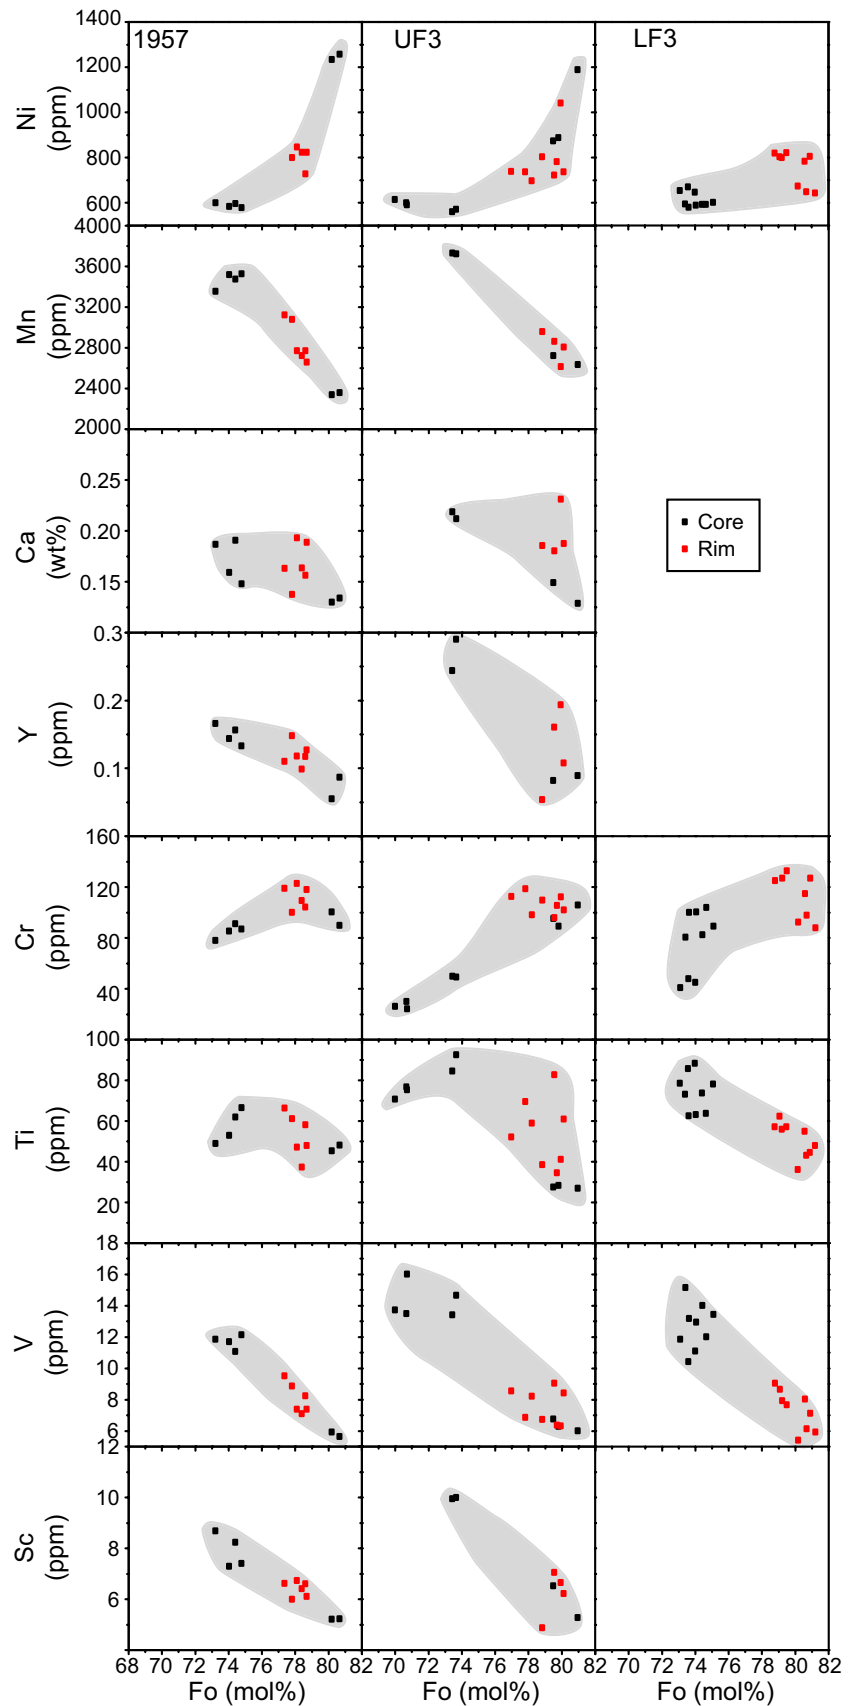 1957 UF3 LF3
1400
1200
1000
800
600
4000
Ni
(ppm)
3600
3200
2800
2400
2000
Mn
(ppm)
0.25
0.20
0.15
0.3
Ca
(wt%)
Core
Rim
0.2
0.1
160
Y
(ppm)
120
80
40
100
Cr
(ppm)
80
60
40
20
18
Ti
(ppm)
16
14
12
10
8
6
12
V
(ppm)
10
8
6
Sc
(ppm)
68 70 72 74 76 78 80 82 70 72 74 76 78 80 82 70 72 74 76 78 80 82
Fo (mol%) Fo (mol%) Fo (mol%)